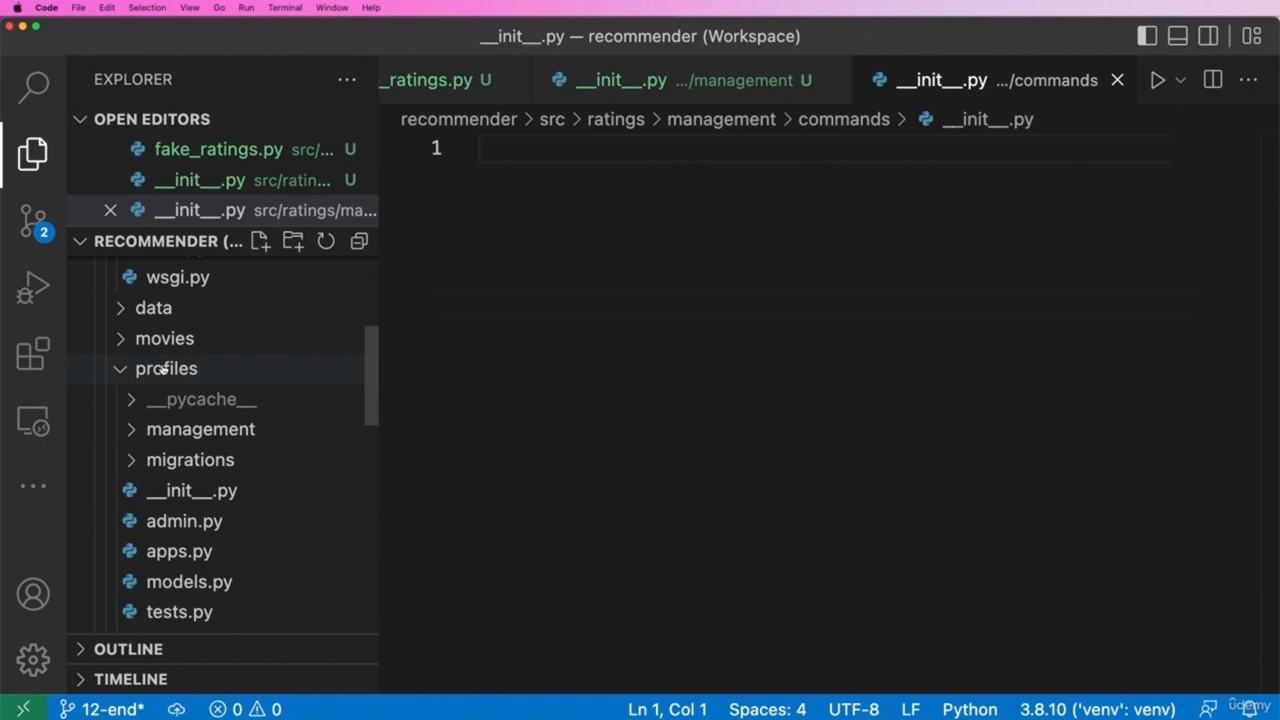 Code File Edit Selection View Go Run Terminal Window Help
__init__.py — recommender (Workspace)
EXPLORER
_ratings.py U __init__.py .../management U __init__.py .../commands
OPEN EDITORS
recommender > src > ratings > management > commands > __init__.py
fake_ratings.py src/... U
1
__init__.py src/ratin... U
__init__.py src/ratings/ma...
2
RECOMMENDER (...
wsgi.py
data
movies
profiles
__pycache__
management
migrations
__init__.py
admin.py
apps.py
models.py
tests.py
OUTLINE
TIMELINE
12-end* 0 0 Ln 1, Col 1 Spaces: 4 UTF-8 LF Python 3.8.10 ('venv': venv)
udemy